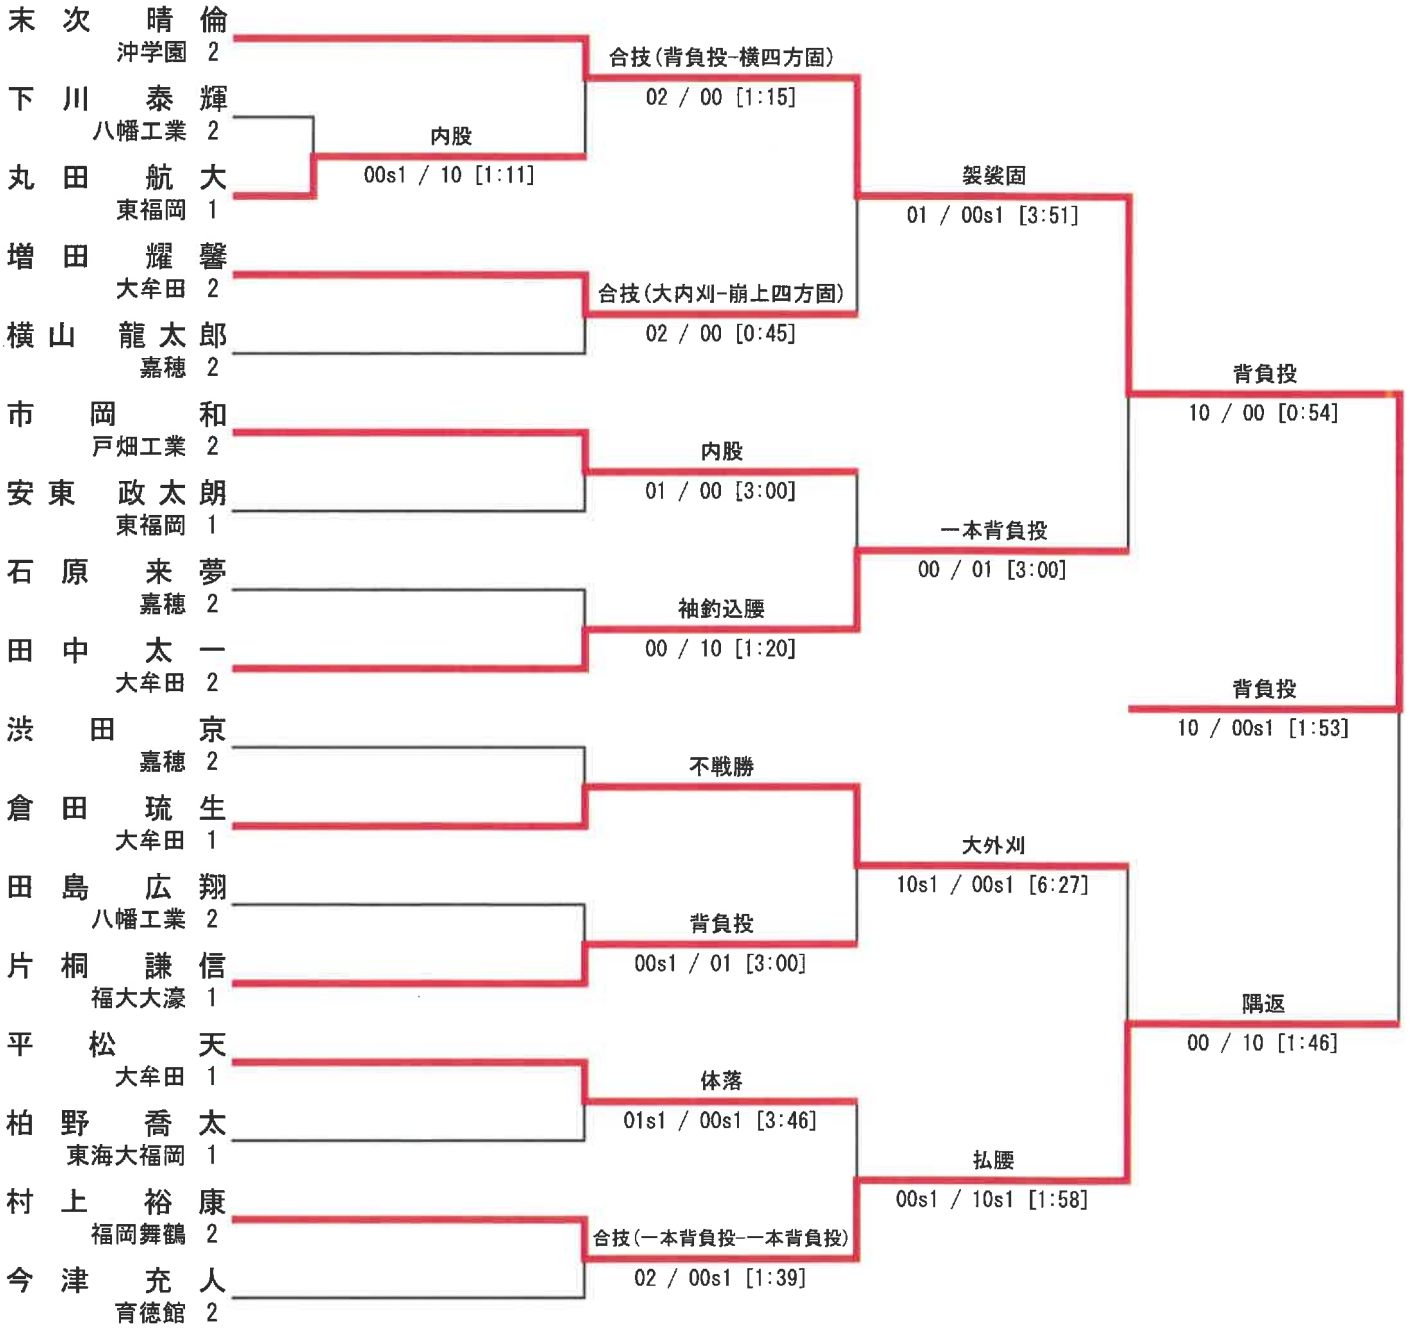 末次 晴倫
沖学園 2
下川 泰輝
八幡工業 2
丸田 航大
東福岡 1
増田 耀馨
大牟田 2
横山 龍太郎
嘉穂 2
市岡 和
戸畑工業 2
安東 政太朗
東福岡 1
石原 来夢
嘉穂 2
田中 太一
大牟田 2
渋田 京
嘉穂 2
倉田 琉生
大牟田 1
田島 広翔
八幡工業 2
片桐 謙信
福大大濠 1
平松 天
大牟田 1
柏野 喬太
東海大福岡 1
村上 裕康
福岡舞鶴 2
今津 充人
育徳館 2
内股
00s1 / 10 [1:11]
合技(背負投-横四方固)
02 / 00 [1:15]
合技(大内刈-崩上四方固)
02 / 00 [0:45]
内股
01 / 00 [3:00]
袖釣込腰
00 / 10 [1:20]
不戦勝
背負投
00s1 / 01 [3:00]
体落
01s1 / 00s1 [3:46]
合技(一本背負投-一本背負投)
02 / 00s1 [1:39]
袈裟固
01 / 00s1 [3:51]
一本背負投
00 / 01 [3:00]
大外刈
10s1 / 00s1 [6:27]
払腰
00s1 / 10s1 [1:58]
背負投
10 / 00 [0:54]
隅返
00 / 10 [1:46]
背負投
10 / 00s1 [1:53]